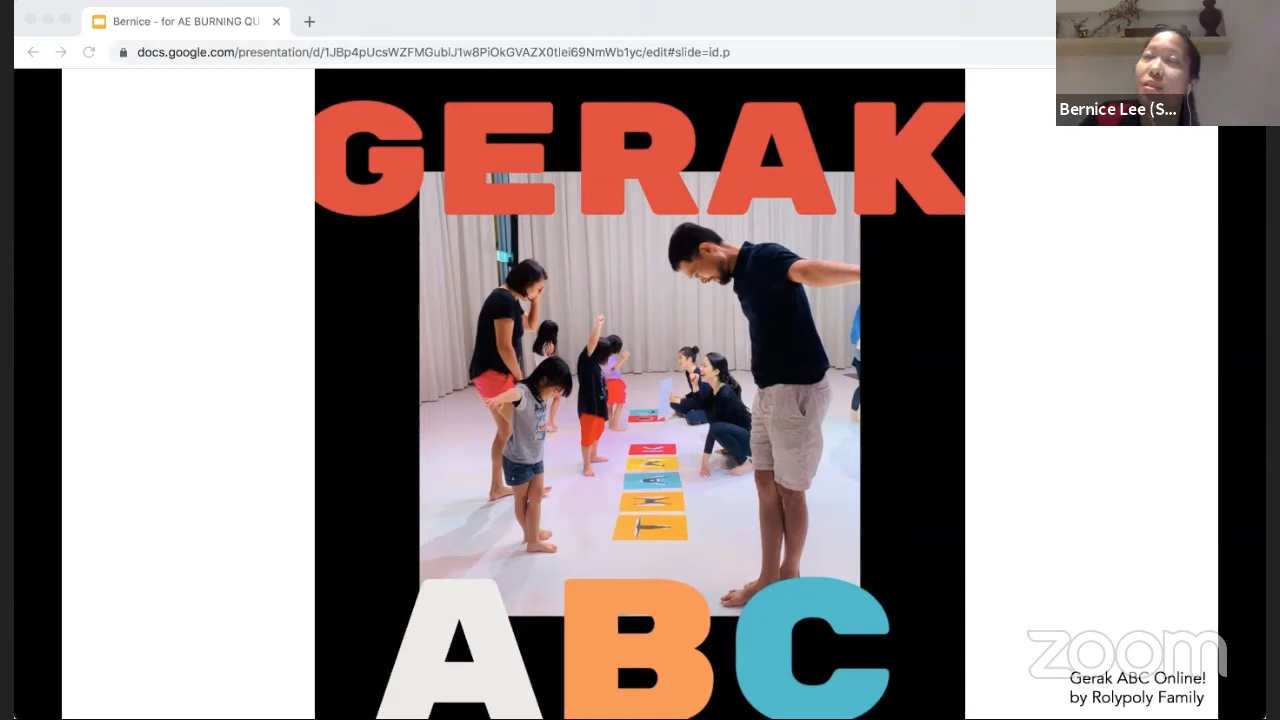 Bernice - for AE BURNING QU
docs.google.com/presentation/d/1JBp4pUcsWZFMGublJ1w8PiOkGVAZX0tlei69NmWb1yc/edit#slide=id.p
Bernice Lee (S...
GERAK
K
N
A
H
T
ABC
zoom
Gerak ABC Online!
by Rolypoly Family